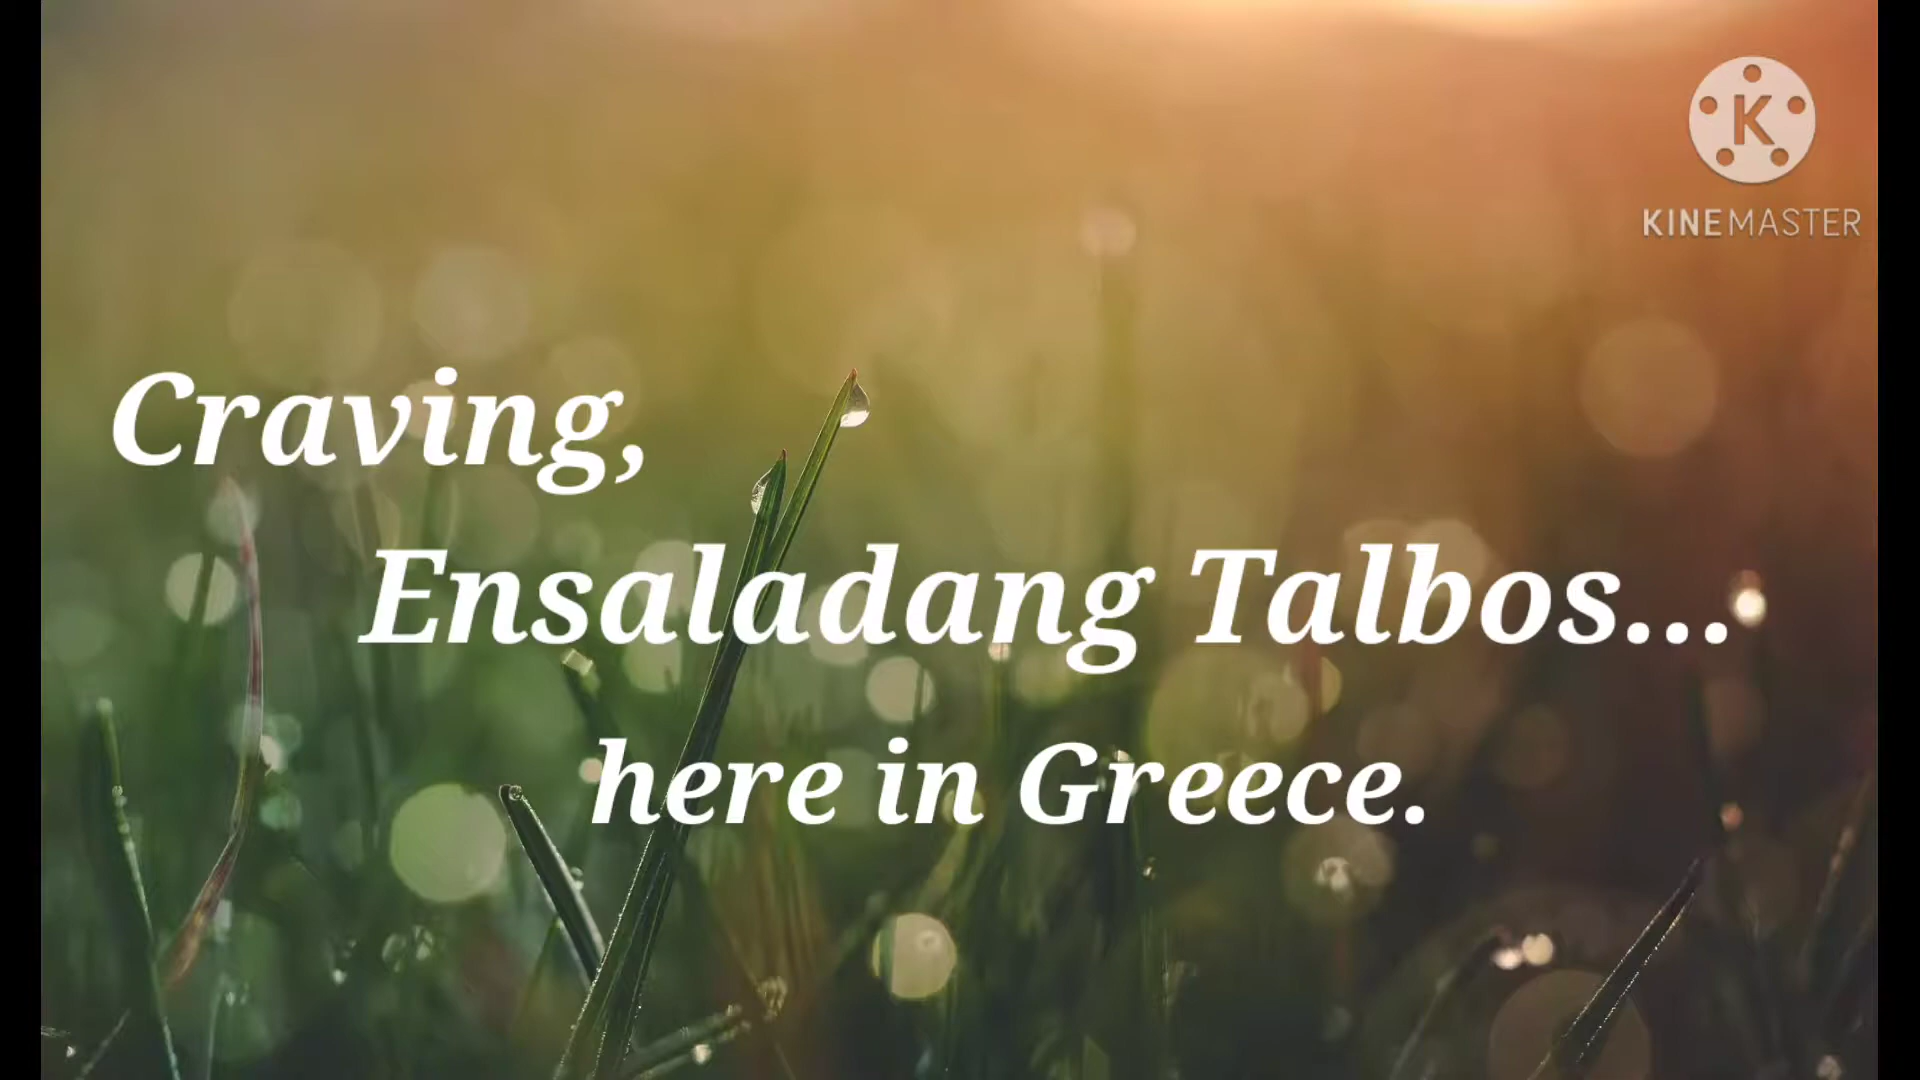 K
KINEMASTER
Craving,
Ensaladang Talbos...
here in Greece.